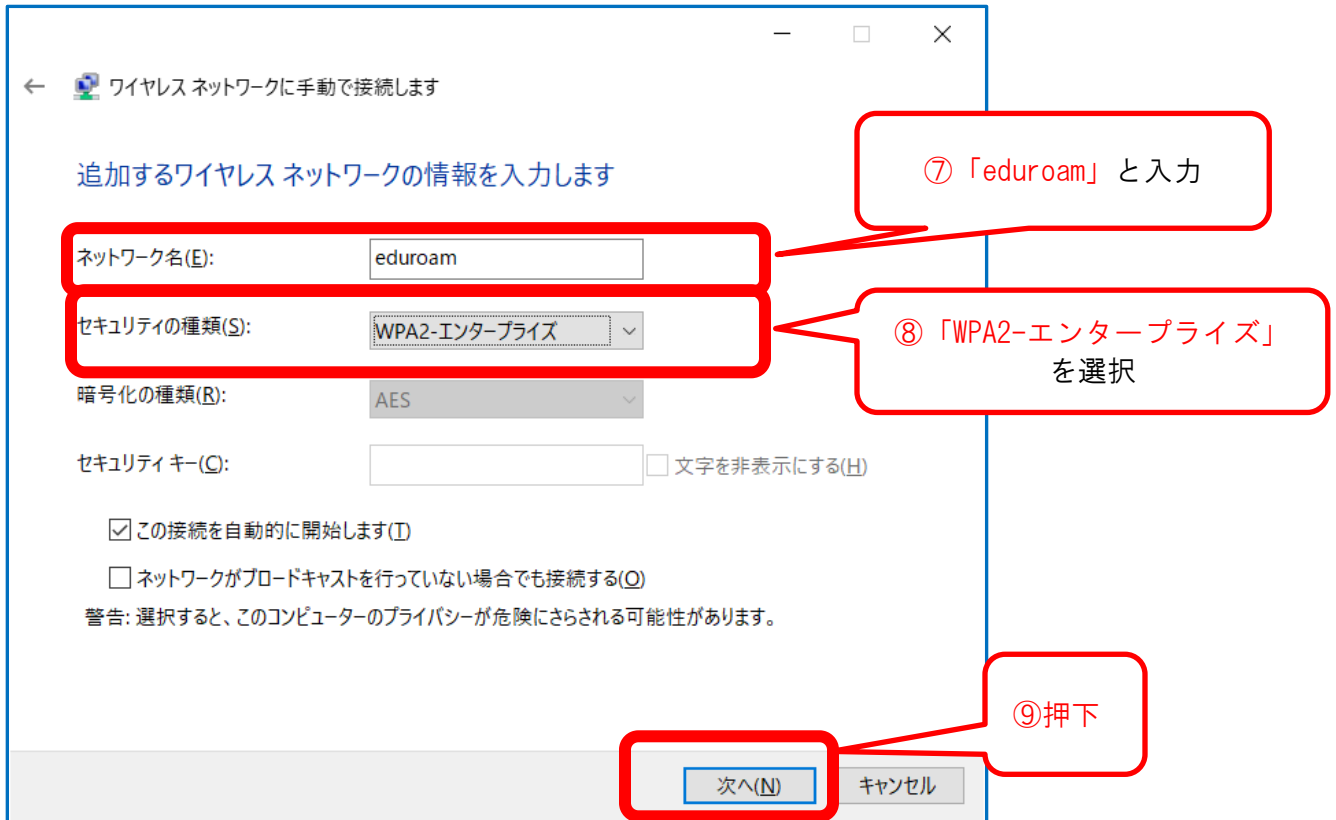 ワイヤレス ネットワークに手動で接続します
追加するワイヤレス ネットワークの情報を入力します
⑦「eduroam」と入力
ネットワーク名(E):
eduroam
セキュリティの種類(S):
WPA2-エンタープライズ
⑧「WPA2-エンタープライズ」
を選択
暗号化の種類(R):
AES
セキュリティ キー(C):
文字を非表示にする(H)
この接続を自動的に開始します(T)
ネットワークがブロードキャストを行っていない場合でも接続する(O)
警告: 選択すると、このコンピューターのプライバシーが危険にさらされる可能性があります。
⑨押下
次へ(N)
キャンセル